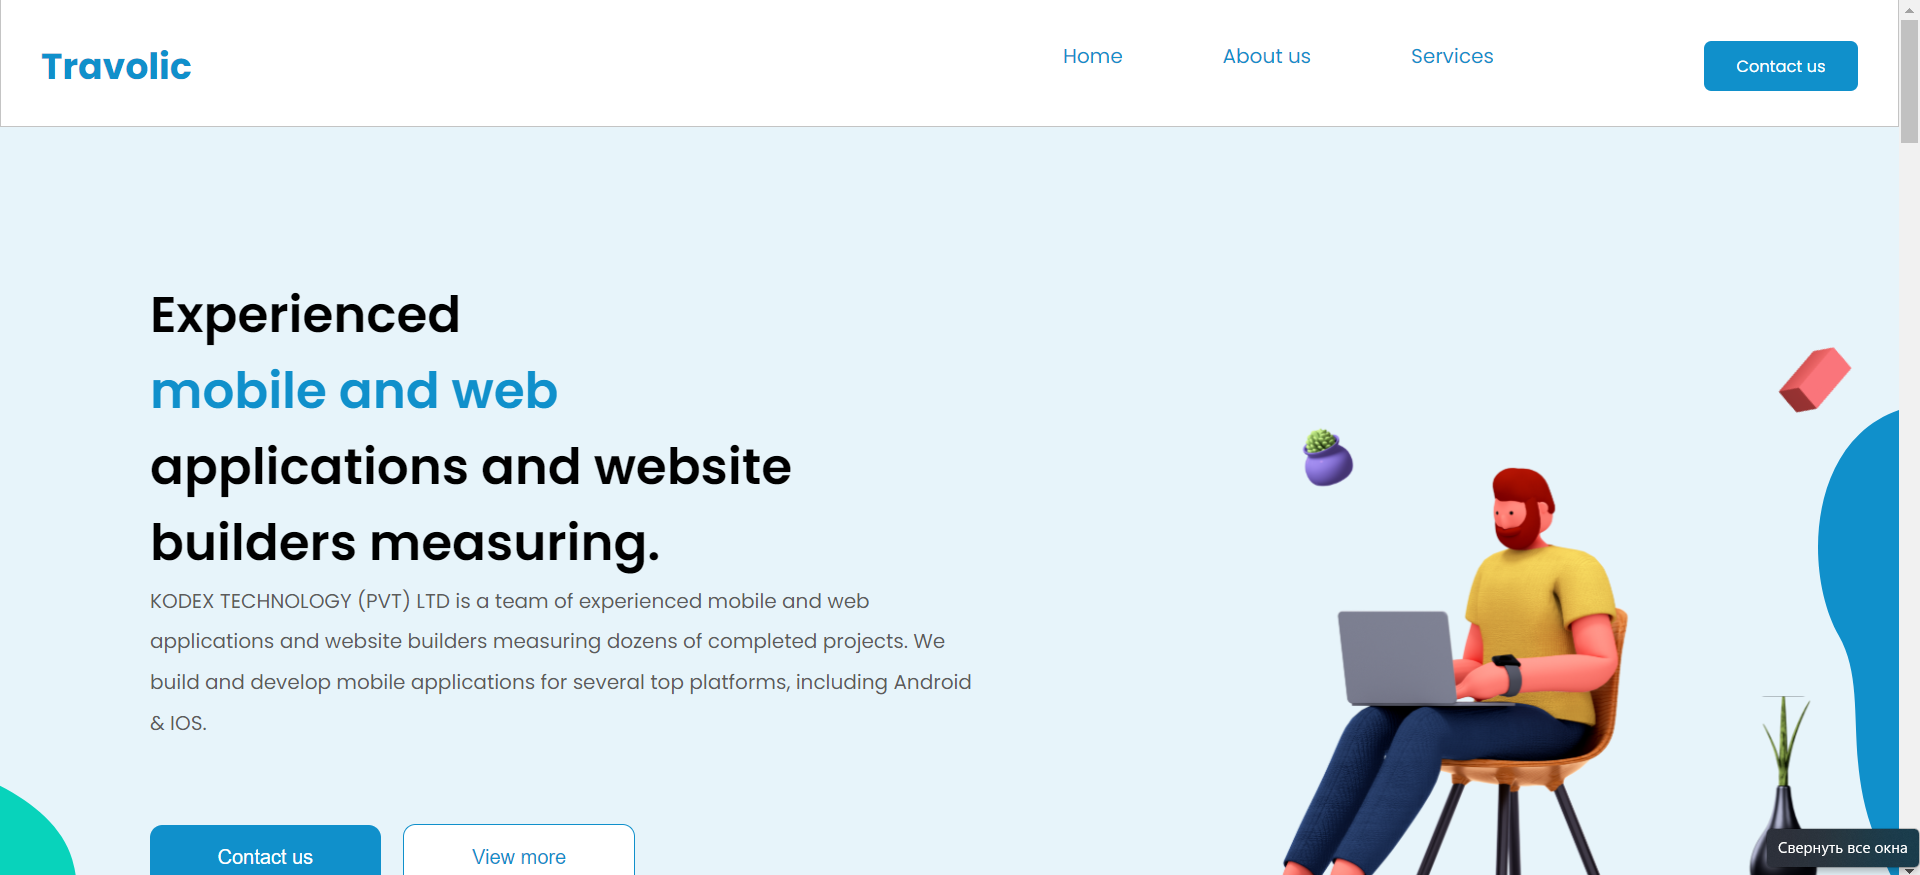 Travolic
Home
About us
Services
Contact us
Experienced
mobile and web
applications and website
builders measuring.
KODEX TECHNOLOGY (PVT) LTD is a team of experienced mobile and web
applications and website builders measuring dozens of completed projects. We
build and develop mobile applications for several top platforms, including Android
& IOS.
Contact us
View more
Свернуть все окна